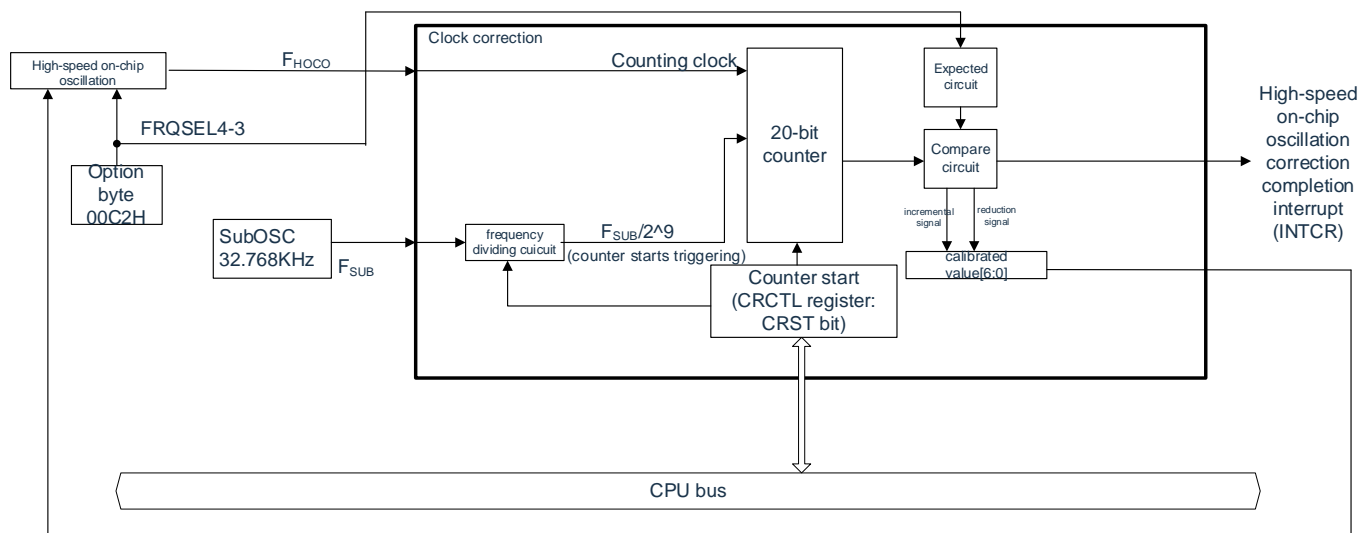 Clock correction
High-speed on-chip
oscillation
F_HOCO
Counting clock
Expected
circuit
High-speed
on-chip
oscillation
correction
completion
interrupt
(INTCR)
FRQSEL4-3
20-bit
counter
Compare
circuit
Option
byte
00C2H
incremental
signal
reduction
signal
SubOSC
32.768KHz
F_SUB
frequency
dividing cuicuit
F_SUB/2^9
(counter starts triggering)
calibrated
value[6:0]
Counter start
(CRCTL register:
CRST bit)
CPU bus